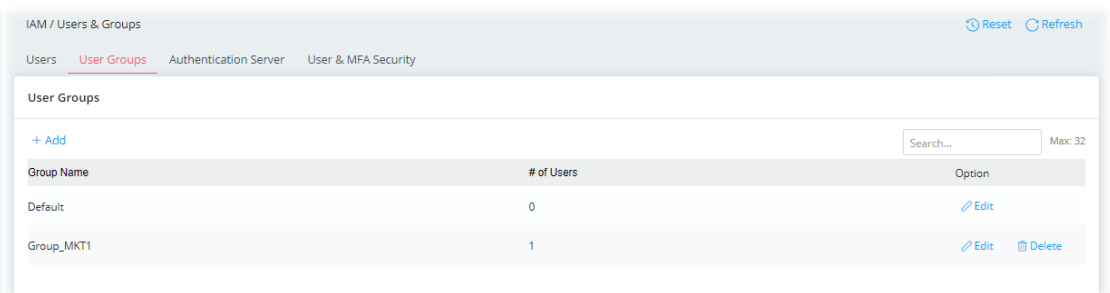 IAM / Users & Groups Reset Refresh
Users User Groups Authentication Server User & MFA Security
User Groups
+ Add Search... Max: 32
Group Name # of Users Option
Default 0 Edit
Group_MKT1 1 Edit Delete